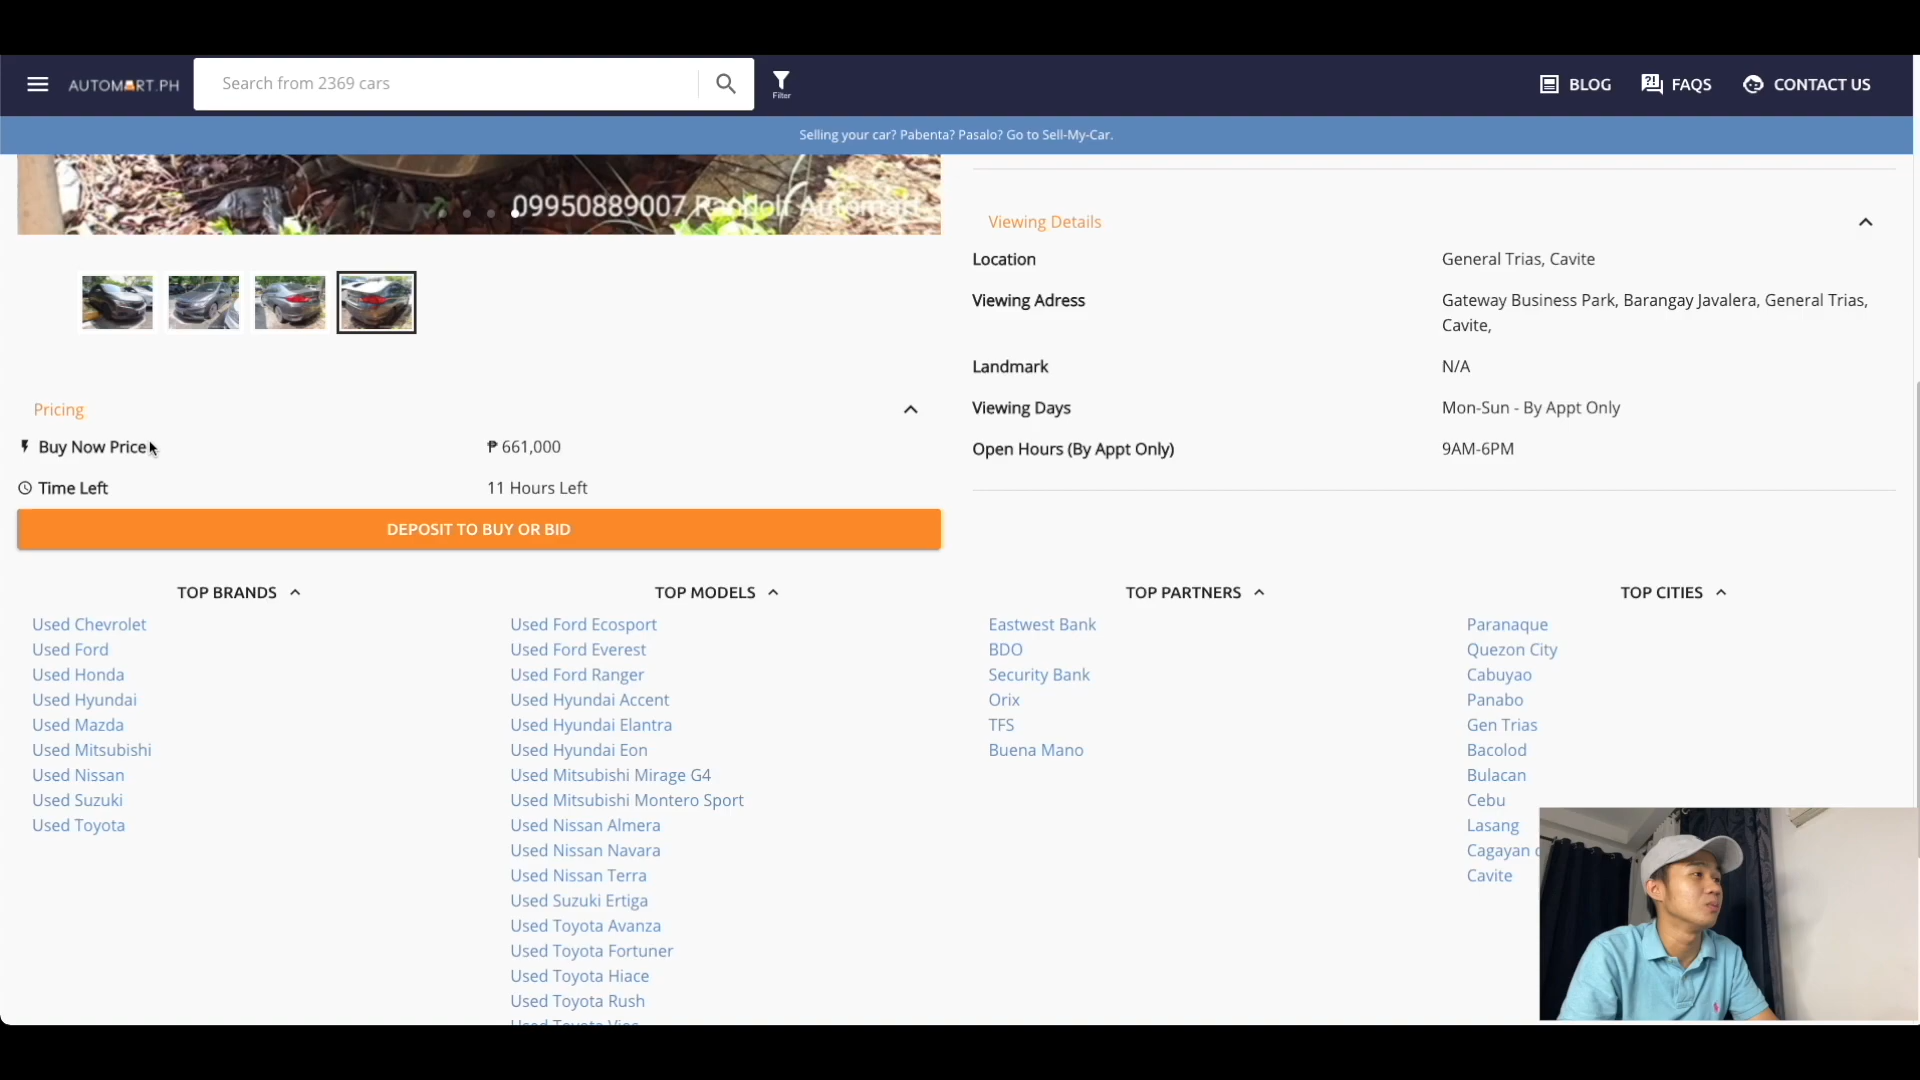 AUTOMART.PH
Search from 2369 cars
Filter
BLOG
FAQS
CONTACT US
Selling your car? Pabenta? Pasalo? Go to Sell-My-Car.
09950889007 Randolf Automart
Viewing Details
Location
General Trias, Cavite
Viewing Adress
Gateway Business Park, Barangay Javalera, General Trias,
Cavite,
Landmark
N/A
Viewing Days
Mon-Sun - By Appt Only
Open Hours (By Appt Only)
9AM-6PM
Pricing
Buy Now Price
₱ 661,000
Time Left
11 Hours Left
DEPOSIT TO BUY OR BID
TOP BRANDS
Used Chevrolet
Used Ford
Used Honda
Used Hyundai
Used Mazda
Used Mitsubishi
Used Nissan
Used Suzuki
Used Toyota
TOP MODELS
Used Ford Ecosport
Used Ford Everest
Used Ford Ranger
Used Hyundai Accent
Used Hyundai Elantra
Used Hyundai Eon
Used Mitsubishi Mirage G4
Used Mitsubishi Montero Sport
Used Nissan Almera
Used Nissan Navara
Used Nissan Terra
Used Suzuki Ertiga
Used Toyota Avanza
Used Toyota Fortuner
Used Toyota Hiace
Used Toyota Rush
Used Toyota Vios
TOP PARTNERS
Eastwest Bank
BDO
Security Bank
Orix
TFS
Buena Mano
TOP CITIES
Paranaque
Quezon City
Cabuyao
Panabo
Gen Trias
Bacolod
Bulacan
Cebu
Lasang
Cagayan
Cavite